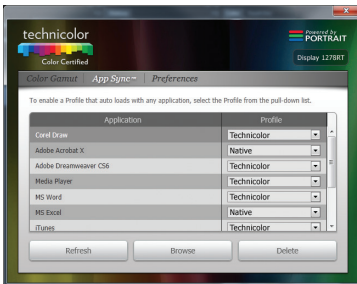 technicolor
Color Certified
Powered by
PORTRAIT
Display 1278RT
Color Gamut | App Sync™ | Preferences
To enable a Profile that auto loads with any application, select the Profile from the pull-down list.
Application Profile
Corel Draw Technicolor
Adobe Acrobat X Native
Adobe Dreamweaver CS6 Technicolor
Media Player Technicolor
MS Word Technicolor
MS Excel Native
iTunes Technicolor
Refresh Browse Delete